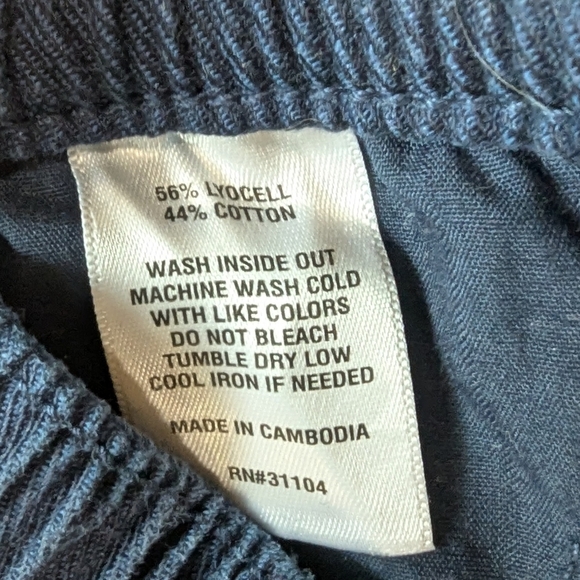 56% LYOCELL
44% COTTON
WASH INSIDE OUT
MACHINE WASH COLD
WITH LIKE COLORS
DO NOT BLEACH
TUMBLE DRY LOW
COOL IRON IF NEEDED
MADE IN CAMBODIA
RN#31104